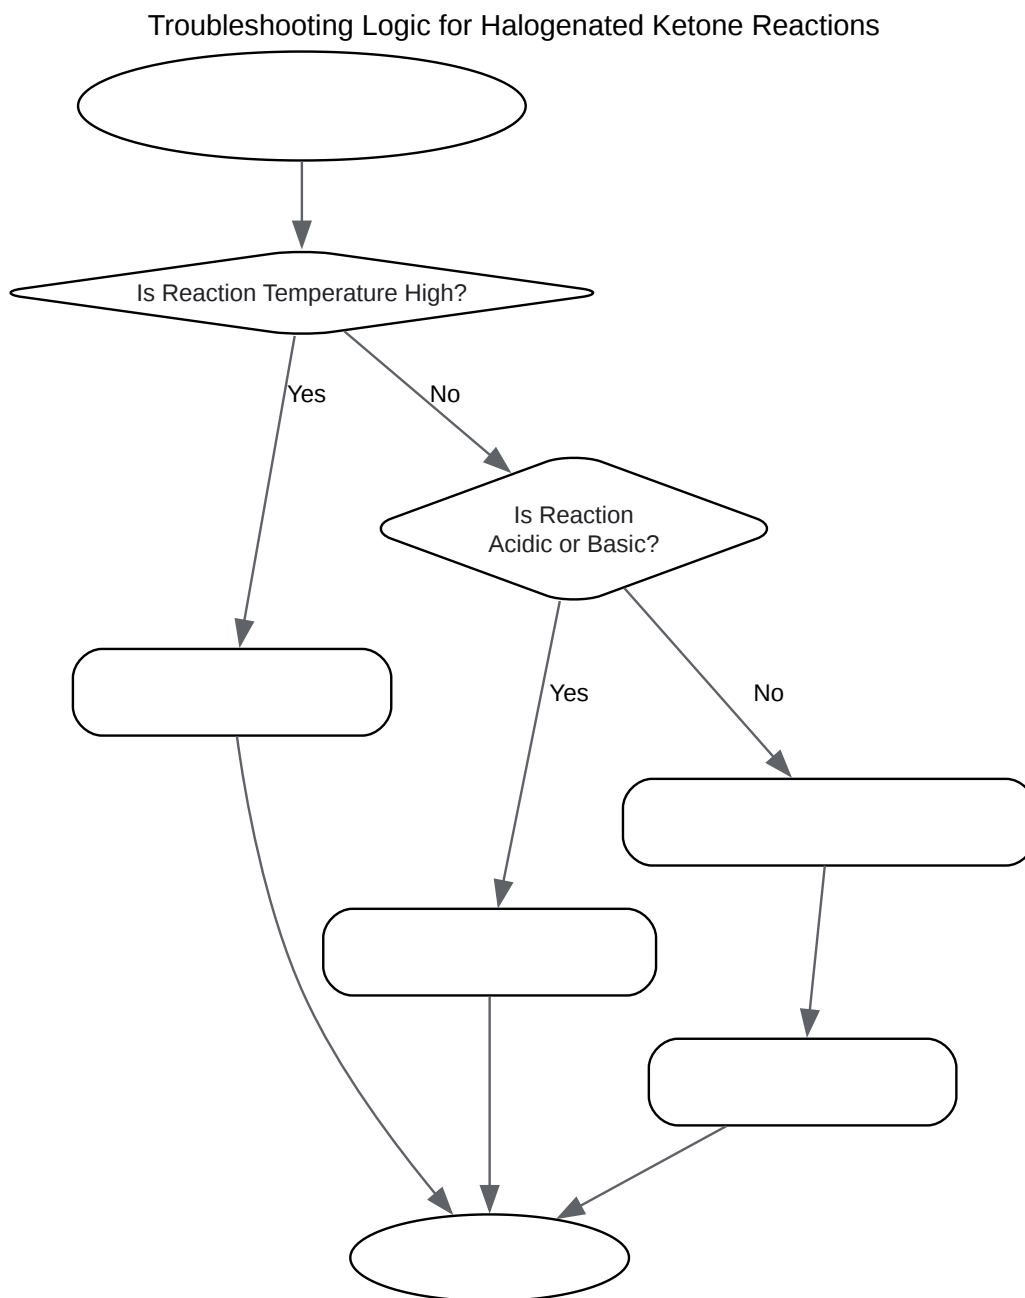 Troubleshooting Logic for Halogenated Ketone Reactions
Is Reaction Temperature High?
Yes
No
Is Reaction
Acidic or Basic?
Yes
No